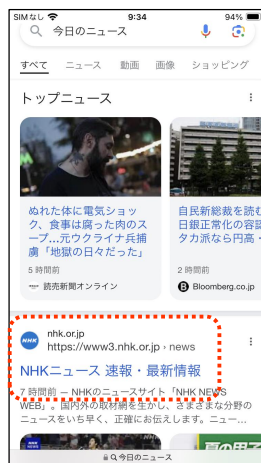 SIMなし 9:34 94%
今日のニュース
すべて ニュース 動画 画像 ショッピング
トップニュース
ぬれた体に電気ショッ
ク、食事は腐った肉のス
ープ…元ウクライナ兵捕
虜「地獄の日々だった」
5 時間前
読売新聞オンライン
自民新総裁を読む
日銀正常化の容認
タカ派なら円高・
2 時間前
Bloomberg.co.jp
NHK
nhk.or.jp
https://www3.nhk.or.jp › news
NHKニュース 速報・最新情報
7 時間前 — NHKのニュースサイト「NHK NEWS
WEB」。国内外の取材網を生かし、さまざまな分野の
ニュースをいち早く、正確にお伝えします。ニュー…
夏の男子
今日のニュース